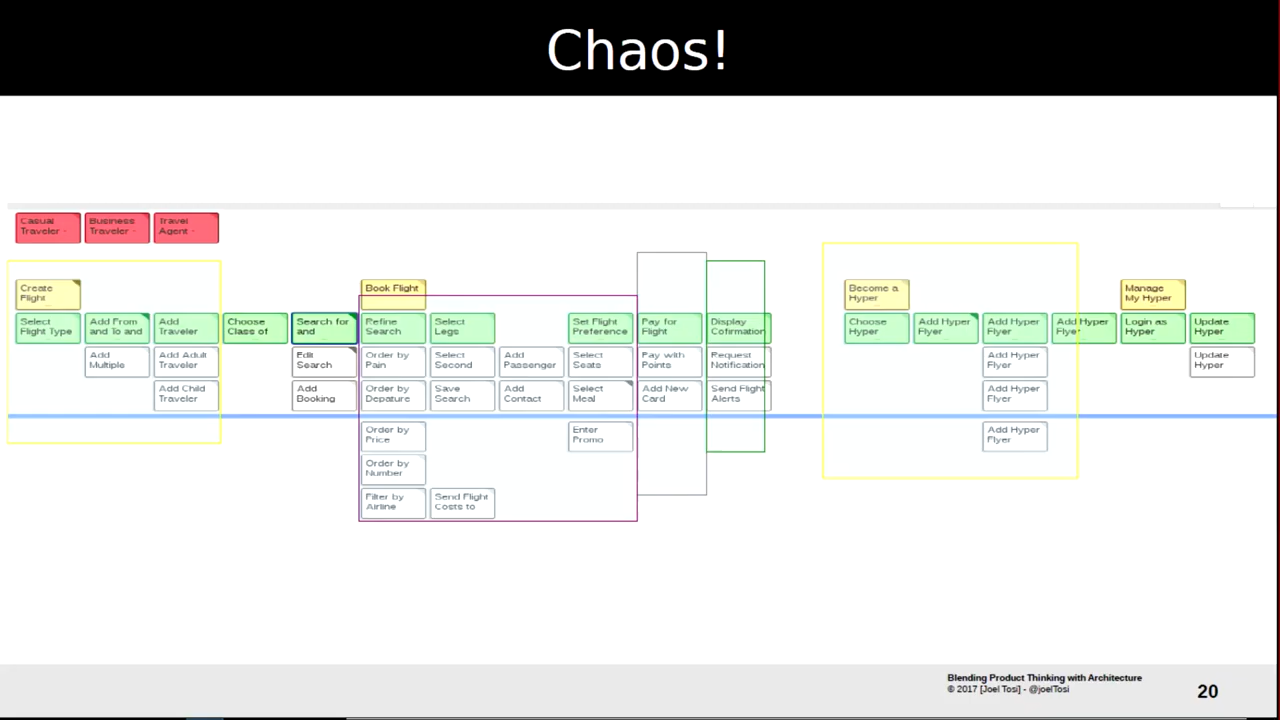 Chaos!
Casual
Traveler -
Business
Traveler -
Travel
Agent -
Create
Flight
Book Flight
Become a
Hyper
Manage
My Hyper
Select
Flight Type
Add From
and To and
Add
Traveler
Choose
Class of
Search for
and
Refine
Search
Select
Legs
Set Flight
Preference
Pay for
Flight
Display
Cofirmation
Choose
Hyper
Add Hyper
Flyer
Add Hyper
Flyer
Add Hyper
Flyer
Login as
Hyper
Update
Hyper
Add
Multiple
Add Adult
Traveler
Edit
Search
Order by
Pain
Select
Second
Add
Passenger
Select
Seats
Pay with
Points
Request
Notification
Add Hyper
Flyer
Update
Hyper
Add Child
Traveler
Add
Booking
Order by
Depature
Save
Search
Add
Contact
Select
Meal
Add New
Card
Send Flight
Alerts
Add Hyper
Flyer
Order by
Price
Enter
Promo
Add Hyper
Flyer
Order by
Number
Filter by
Airline
Send Flight
Costs to
Blending Product Thinking with Architecture
© 2017 [Joel Tosi] - @joelTosi
20